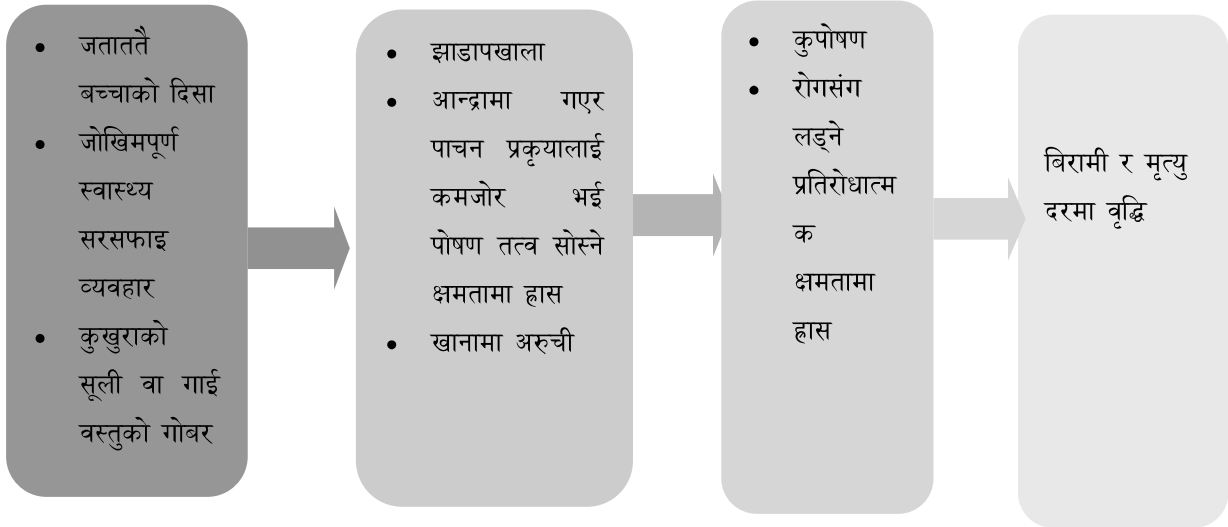 • जताततै
बच्चाको दिसा
• जोखिमपूर्ण
स्वास्थ्य
सरसफाइ
व्यवहार
• कुखुराको
सूली वा गाई
वस्तुको गोबर
• झाडापखाला
• आन्द्रामा गएर
पाचन प्रकृयालाई
कमजोर भई
पोषण तत्व सोस्ने
क्षमतामा ह्रास
• खानामा अरुची
• कुपोषण
• रोगसंग
लड्ने
प्रतिरोधात्म
क
क्षमतामा
ह्रास
बिरामी र मृत्यु
दरमा वृद्धि